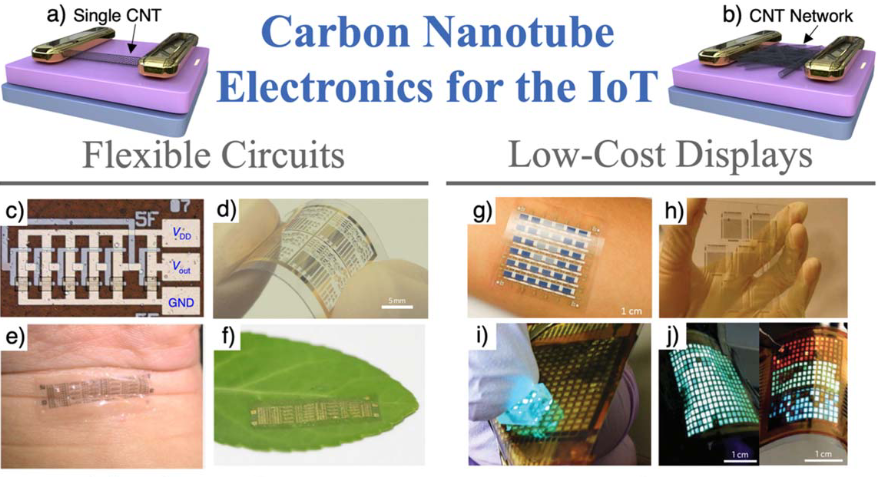 a) Single CNT
Carbon Nanotube
Electronics for the IoT
b) CNT Network
Flexible Circuits
Low-Cost Displays
c)
5F
07
VDD
Vout
GND
d)
5 mm
e)
f)
g)
1 cm
h)
i)
j)
1 cm
1 cm